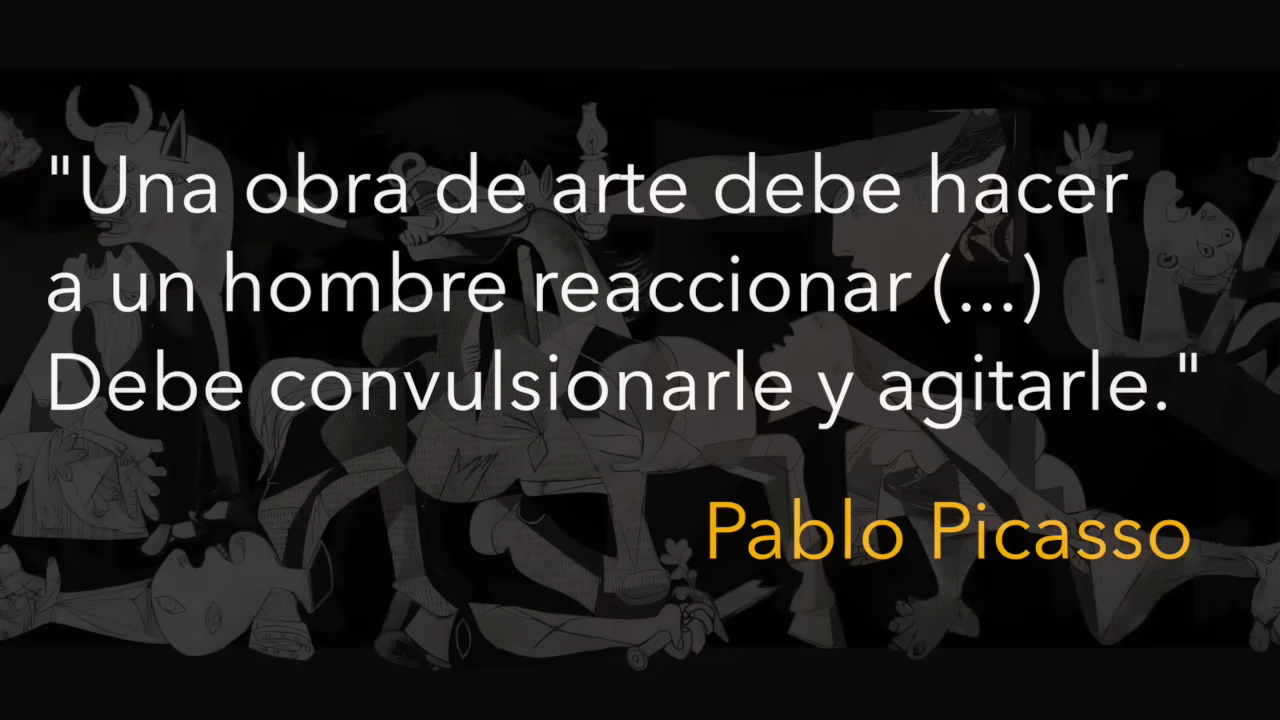 "Una obra de arte debe hacer
a un hombre reaccionar (...)
Debe convulsionarle y agitarle."
Pablo Picasso